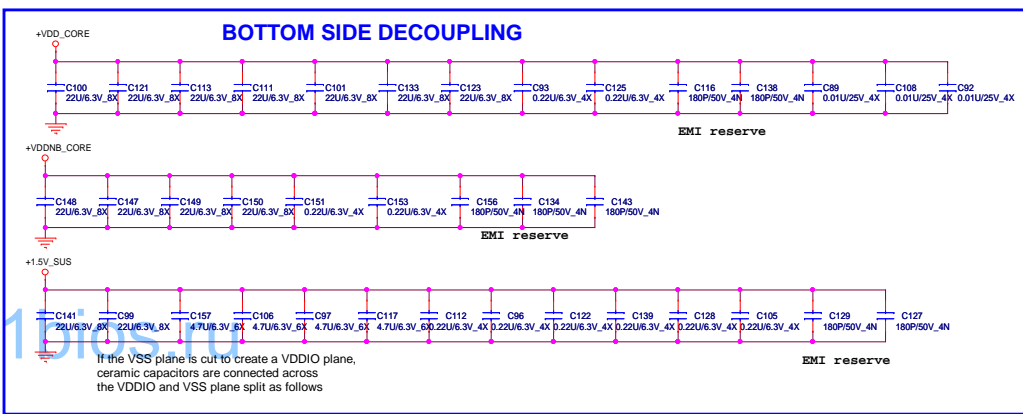 BOTTOM SIDE DECOUPLING
+VDD_CORE
C100 C121 C113 C111 C101 C133 C123 C93 C125 C116 C138 C89 C108 C92
22U/6.3V_8X 22U/6.3V_8X 22U/6.3V_8X 22U/6.3V_8X 22U/6.3V_8X 22U/6.3V_8X 22U/6.3V_8X 0.22U/6.3V_4X 0.22U/6.3V_4X 180P/50V_4N 180P/50V_4N 0.01U/25V_4X 0.01U/25V_4X 0.01U/25V_4X
EMI reserve
+VDDNB_CORE
C148 C147 C149 C150 C151 C153 C156 C134 C143
22U/6.3V_8X 22U/6.3V_8X 22U/6.3V_8X 22U/6.3V_8X 0.22U/6.3V_4X 0.22U/6.3V_4X 180P/50V_4N 180P/50V_4N 180P/50V_4N
EMI reserve
+1.5V_SUS
C141 C99 C157 C106 C97 C117 C112 C96 C122 C139 C128 C105 C129 C127
22U/6.3V_8X 22U/6.3V_8X 4.7U/6.3V_6X 4.7U/6.3V_6X 4.7U/6.3V_6X 4.7U/6.3V_6X 0.22U/6.3V_4X 0.22U/6.3V_4X 0.22U/6.3V_4X 0.22U/6.3V_4X 0.22U/6.3V_4X 0.22U/6.3V_4X 180P/50V_4N 180P/50V_4N
1bios.ru
If the VSS plane is cut to create a VDDIO plane,
ceramic capacitors are connected across
the VDDIO and VSS plane split as follows
EMI reserve